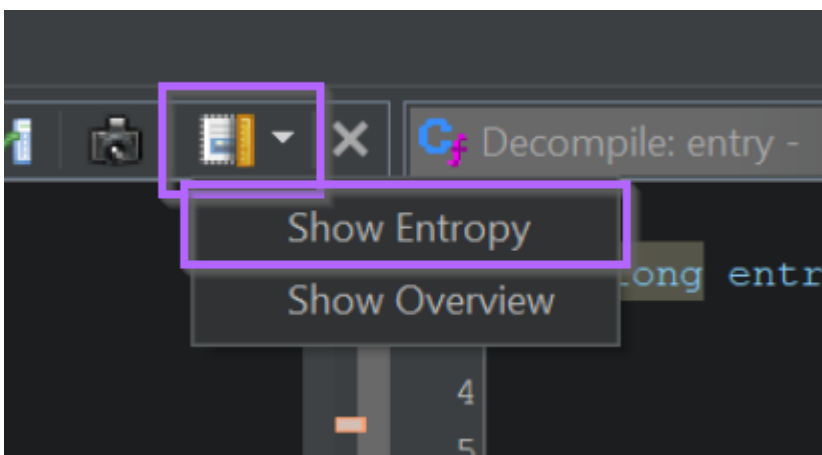 Decompile: entry -
Show Entropy
ong entr
Show Overview
4
5